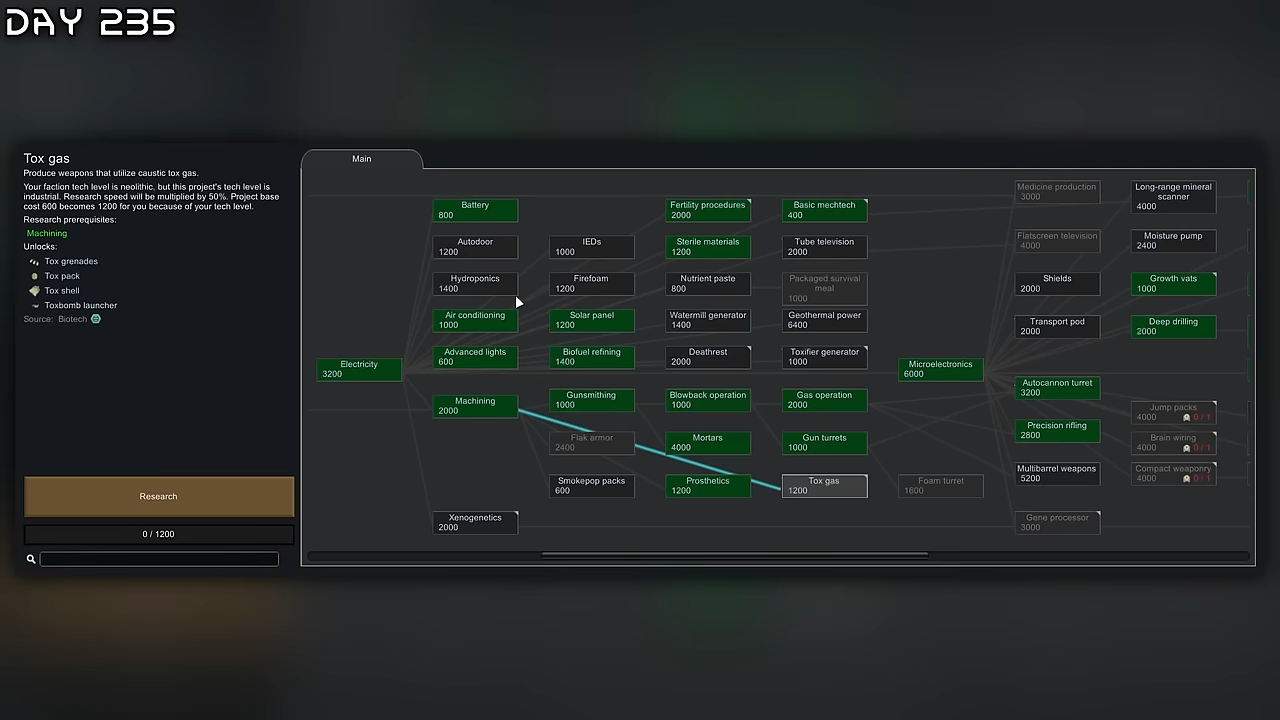 DAY 235
Tox gas
Produce weapons that utilize caustic tox gas.
Your faction tech level is neolithic, but this project's tech level is
industrial. Research speed will be multiplied by 50%. Project base
cost 600 becomes 1200 for you because of your tech level.
Research prerequisites:
Machining
Unlocks:
Tox grenades
Tox pack
Tox shell
Toxbomb launcher
Source: Biotech
Research
0 / 1200
Main
Electricity
3200
Battery
800
Autodoor
1200
Hydroponics
1400
Air conditioning
1000
Advanced lights
600
Machining
2000
Xenogenetics
2000
IEDs
1000
Firefoam
1200
Solar panel
1200
Biofuel refining
1400
Gunsmithing
1000
Flak armor
2400
Smokepop packs
600
Fertility procedures
2000
Sterile materials
1200
Nutrient paste
800
Watermill generator
1400
Deathrest
2000
Blowback operation
1000
Mortars
4000
Prosthetics
1200
Basic mechtech
400
Tube television
2000
Packaged survival
meal
1000
Geothermal power
6400
Toxifier generator
1000
Gas operation
2000
Gun turrets
1000
Tox gas
1200
Microelectronics
6000
Foam turret
1600
Medicine production
3000
Flatscreen television
4000
Shields
2000
Transport pod
2000
Autocannon turret
3200
Precision rifling
2800
Multibarrel weapons
5200
Gene processor
3000
Long-range mineral
scanner
4000
Moisture pump
2400
Growth vats
1000
Deep drilling
2000
Jump packs
4000 0 / 1
Brain wiring
4000 0 / 1
Compact weaponry
4000 0 / 1